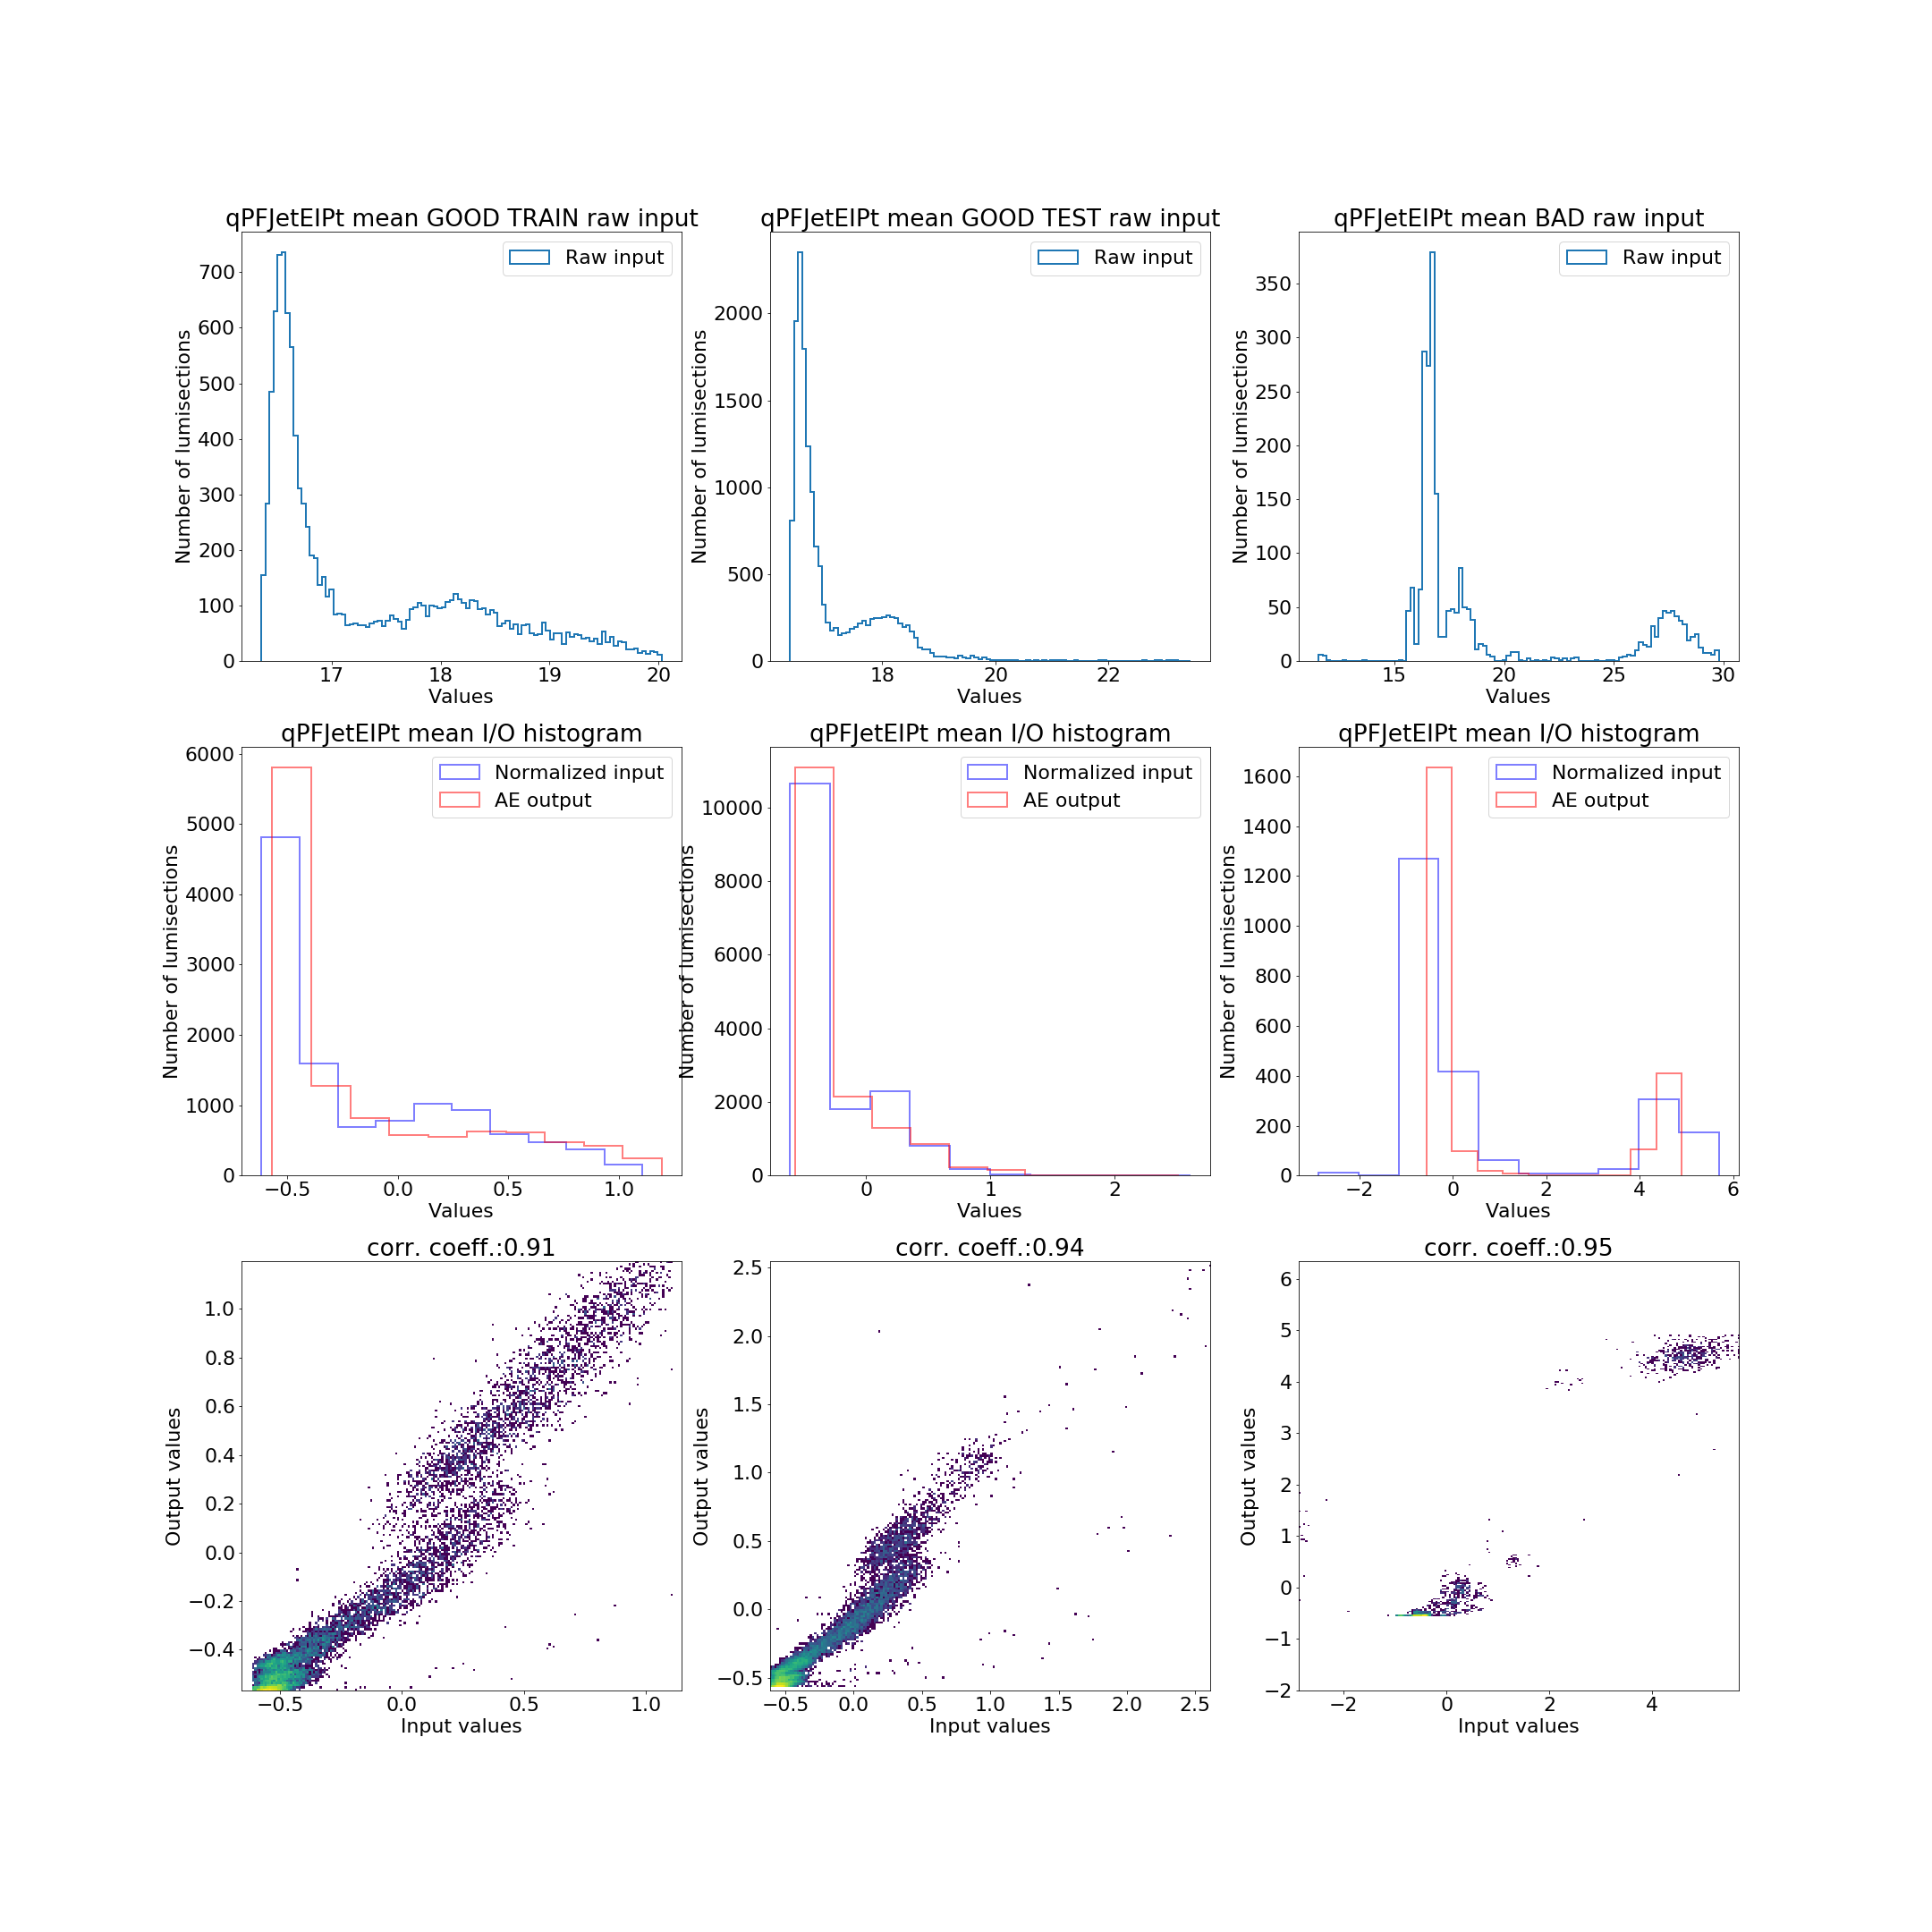 qPFJetEIPt mean GOOD TRAIN raw input
Raw input
Number of lumisections
0
100
200
300
400
500
600
700
17
18
19
20
Values
qPFJetEIPt mean GOOD TEST raw input
Raw input
Number of lumisections
0
500
1000
1500
2000
18
20
22
Values
qPFJetEIPt mean BAD raw input
Raw input
Number of lumisections
0
50
100
150
200
250
300
350
15
20
25
30
Values
qPFJetEIPt mean I/O histogram
Normalized input
AE output
Number of lumisections
0
1000
2000
3000
4000
5000
6000
−0.5
0.0
0.5
1.0
Values
qPFJetEIPt mean I/O histogram
Normalized input
AE output
Number of lumisections
0
2000
4000
6000
8000
10000
0
1
2
Values
qPFJetEIPt mean I/O histogram
Normalized input
AE output
Number of lumisections
0
200
400
600
800
1000
1200
1400
1600
−2
0
2
4
6
Values
corr. coeff.:0.91
Output values
−0.4
−0.2
0.0
0.2
0.4
0.6
0.8
1.0
−0.5
0.0
0.5
1.0
Input values
corr. coeff.:0.94
Output values
−0.5
0.0
0.5
1.0
1.5
2.0
2.5
−0.5
0.0
0.5
1.0
1.5
2.0
2.5
Input values
corr. coeff.:0.95
Output values
−2
−1
0
1
2
3
4
5
6
−2
0
2
4
Input values